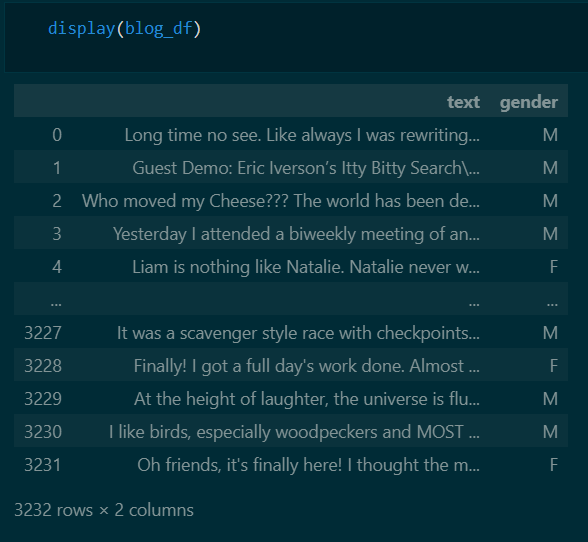 display(blog_df)
text gender
0 Long time no see. Like always I was rewriting... M
1 Guest Demo: Eric Iverson’s Itty Bitty Search\... M
2 Who moved my Cheese??? The world has been de... M
3 Yesterday I attended a biweekly meeting of an... M
4 Liam is nothing like Natalie. Natalie never w... F
... ... ...
3227 It was a scavenger style race with checkpoints... M
3228 Finally! I got a full day's work done. Almost ... F
3229 At the height of laughter, the universe is flu... M
3230 I like birds, especially woodpeckers and MOST ... M
3231 Oh friends, it's finally here! I thought the m... F
3232 rows × 2 columns